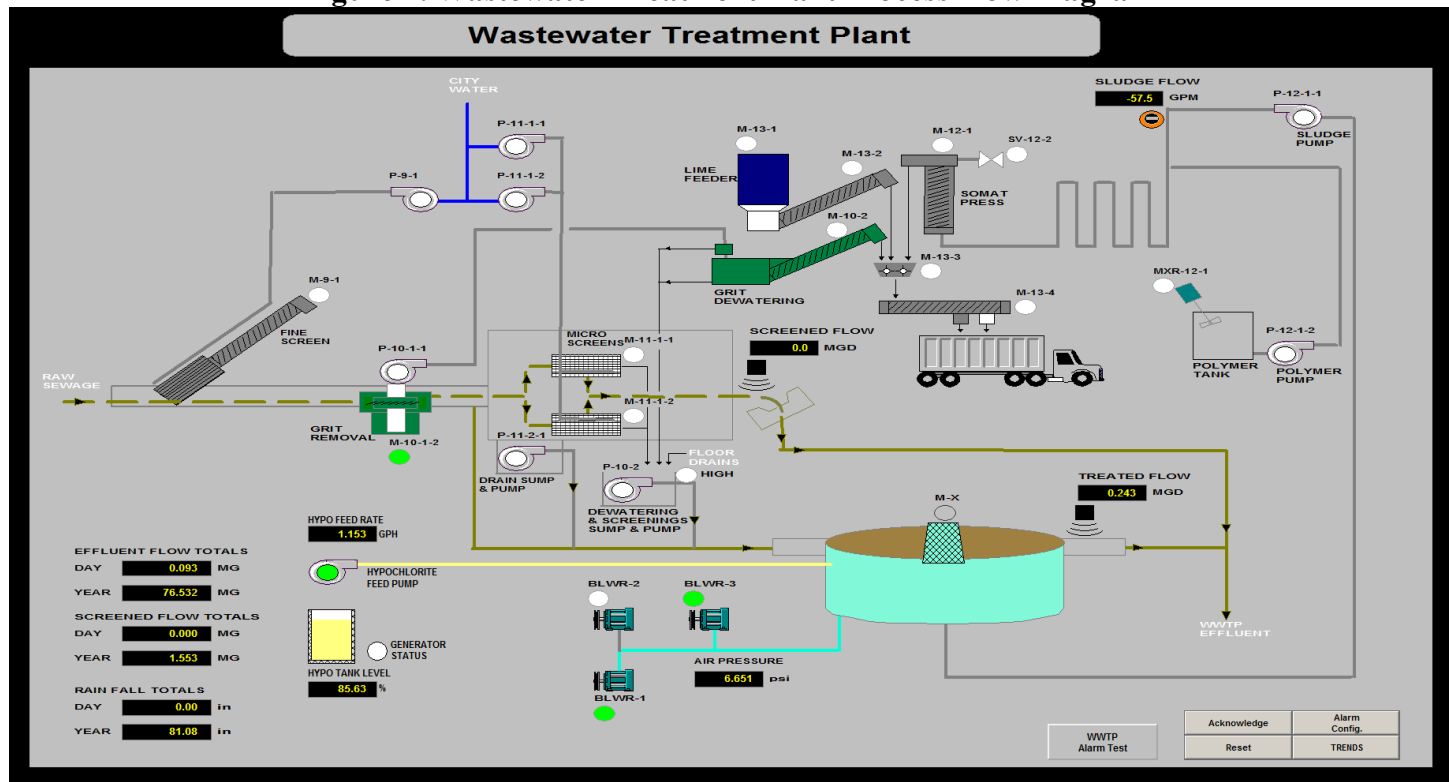 Wastewater Treatment Plant
CITY
WATER
P-11-1-1
P-9-1
P-11-1-2
M-13-1
LIME
FEEDER
M-13-2
M-10-2
M-12-1
SV-12-2
SOMAT
PRESS
SLUDGE FLOW
-57.5 GPM
P-12-1-1
SLUDGE
PUMP
M-9-1
FINE
SCREEN
GRIT
DEWATERING
M-13-3
M-13-4
MXR-12-1
POLYMER
TANK
P-12-1-2
POLYMER
PUMP
RAW
SEWAGE
P-10-1-1
GRIT
REMOVAL
M-10-1-2
MICRO
SCREENS
M-11-1-1
M-11-1-2
SCREENED FLOW
0.0 MGD
P-11-2-1
DRAIN SUMP
& PUMP
P-10-2
FLOOR
DRAINS
HIGH
DEWATERING
& SCREENINGS
SUMP & PUMP
TREATED FLOW
0.243 MGD
M-X
HYPO FEED RATE
1.153 GPH
HYPOCHLORITE
FEED PUMP
GENERATOR
STATUS
HYPO TANK LEVEL
85.63 %
BLWR-2
BLWR-3
BLWR-1
AIR PRESSURE
6.651 psi
WWTP
EFFLUENT
EFFLUENT FLOW TOTALS
DAY 0.093 MG
YEAR 76.532 MG
SCREENED FLOW TOTALS
DAY 0.000 MG
YEAR 1.553 MG
RAIN FALL TOTALS
DAY 0.00 in
YEAR 81.08 in
WWTP
Alarm Test
Acknowledge
Alarm
Config.
Reset
TRENDS